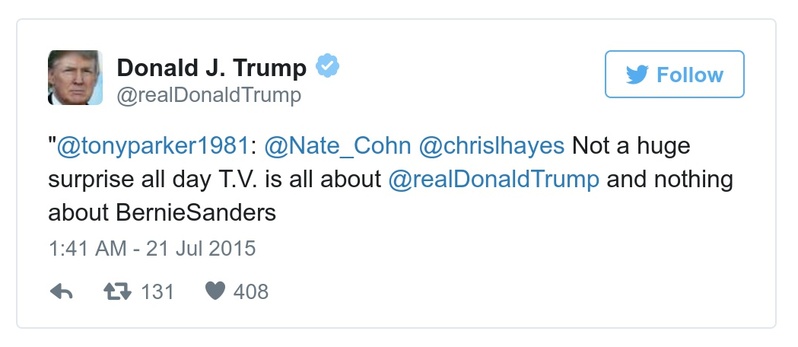 Donald J. Trump
@realDonaldTrump
Follow
"@tonyparker1981: @Nate_Cohn @chrislhayes Not a huge
surprise all day T.V. is all about @realDonaldTrump and nothing
about BernieSanders
1:41 AM - 21 Jul 2015
131 408